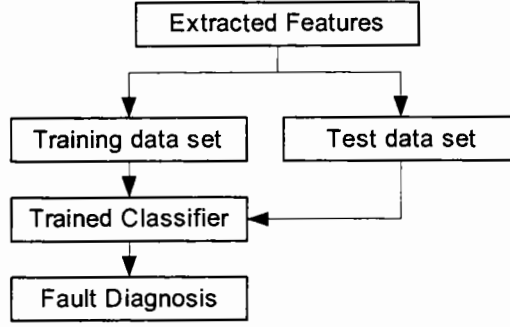 Extracted Features
Training data set
Test data set
Trained Classifier
Fault Diagnosis